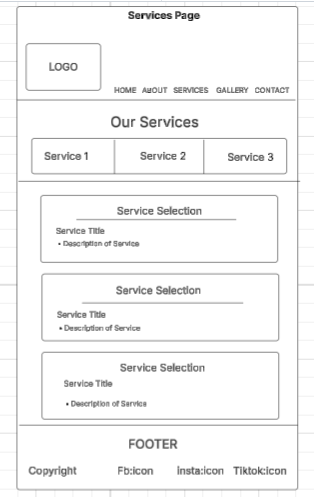 Services Page
LOGO
HOME ABOUT SERVICES GALLERY CONTACT
Our Services
Service 1 Service 2 Service 3
Service Selection
Service Title
• Description of Service
Service Selection
Service Title
• Description of Service
Service Selection
Service Title
• Description of Service
FOOTER
Copyright Fb:icon insta:icon Tiktok:icon